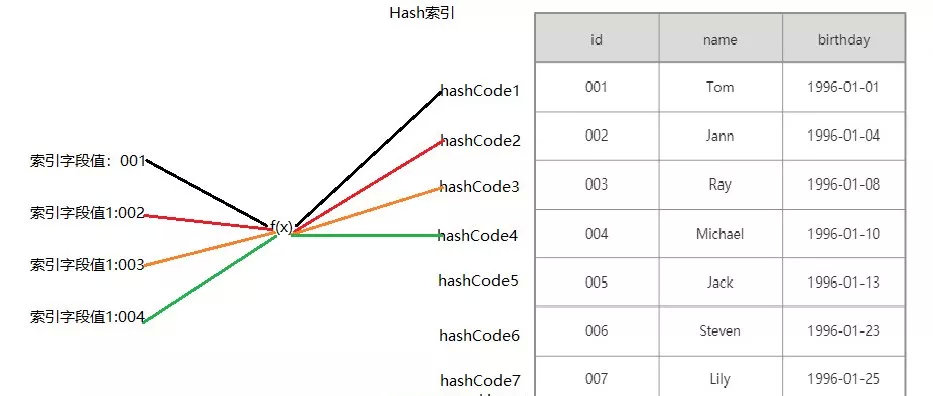 Hash索引
索引字段值：001
索引字段值1:002
索引字段值1:003
索引字段值1:004
f(x)
hashCode1
hashCode2
hashCode3
hashCode4
hashCode5
hashCode6
hashCode7
id name birthday
001 Tom 1996-01-01
002 Jann 1996-01-04
003 Ray 1996-01-08
004 Michael 1996-01-10
005 Jack 1996-01-13
006 Steven 1996-01-23
007 Lily 1996-01-25